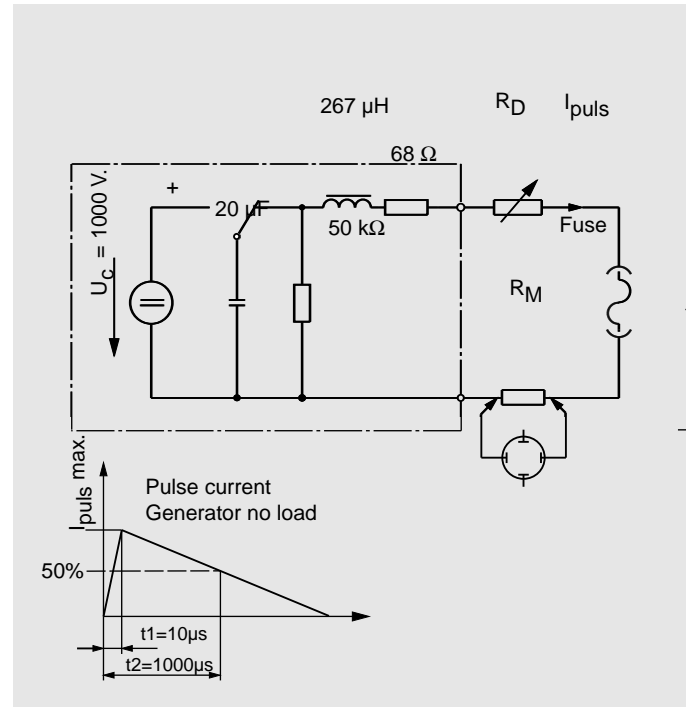 267 µH
R_D
I_puls
68 Ω
+
20 µF
50 kΩ
Fuse
U_C = 1000 V.
R_M
I_puls max.
Pulse current
Generator no load
50%
t1=10µs
t2=1000µs